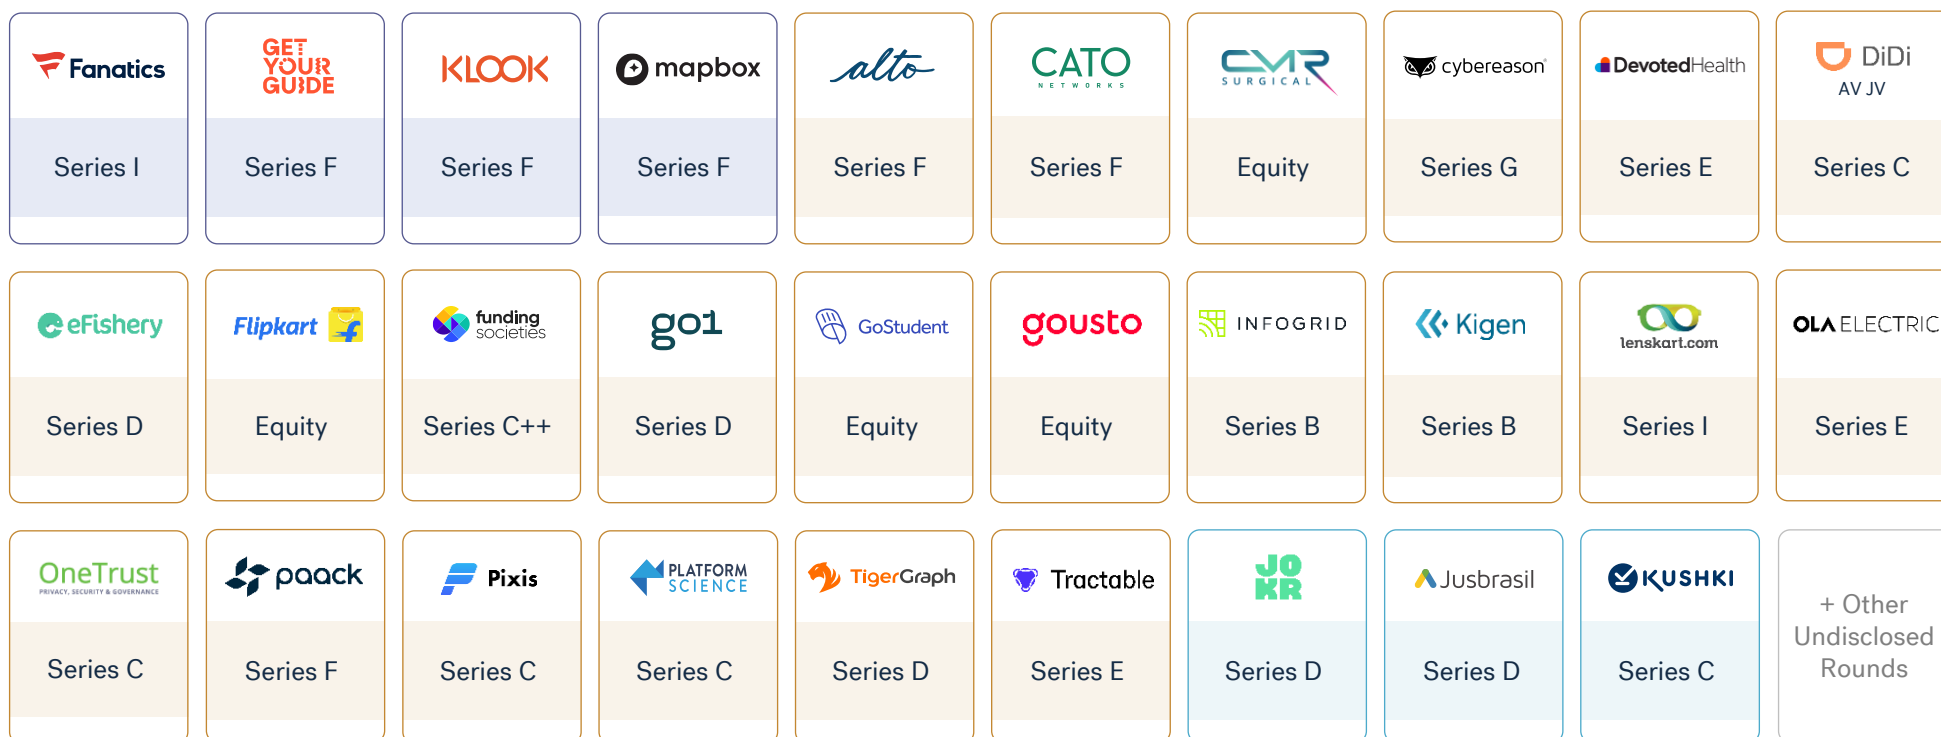 Fanatics
Series I
GET
YOUR
GUIDE
Series F
KLOOK
Series F
mapbox
Series F
alto
Series F
CATO
NETWORKS
Series F
CMR
SURGICAL
Equity
cybereason
Series G
DevotedHealth
Series E
DiDi
AV JV
Series C
eFishery
Series D
Flipkart
Equity
funding
societies
Series C++
go1
Series D
GoStudent
Equity
gousto
Equity
INFOGRID
Series B
Kigen
Series B
lenskart.com
Series I
OLA ELECTRIC
Series E
OneTrust
PRIVACY, SECURITY & GOVERNANCE
Series C
paack
Series F
Pixis
Series C
PLATFORM
SCIENCE
Series C
TigerGraph
Series D
Tractable
Series E
JO
KR
Series D
Jusbrasil
Series D
KUSHKI
Series C
+ Other
Undisclosed
Rounds